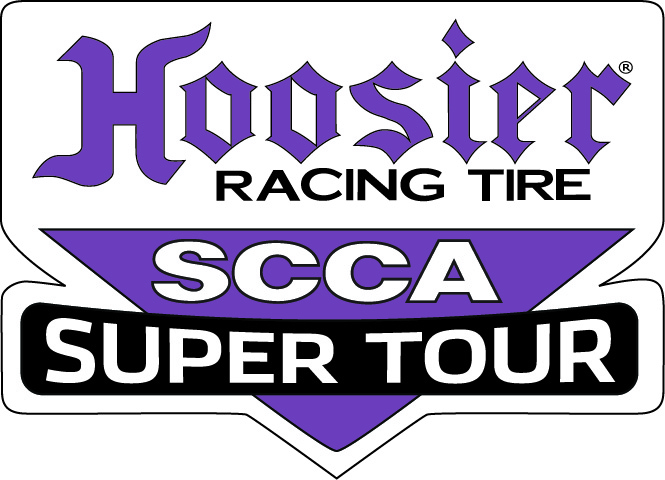 Hoosier®
RACING TIRE
SCCA
SUPER TOUR